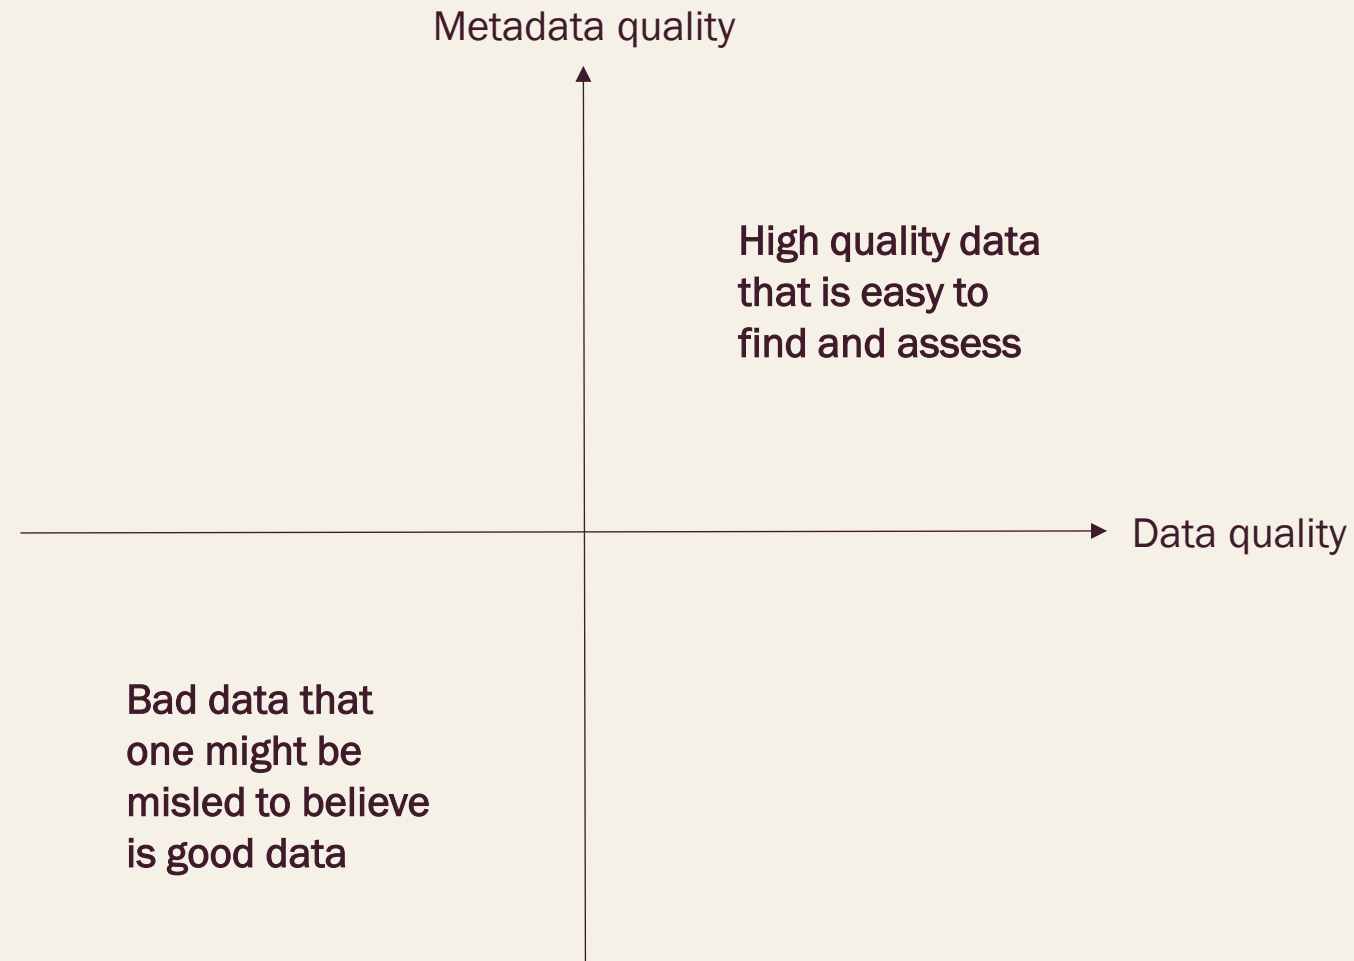 Metadata quality
High quality data
that is easy to
find and assess
Data quality
Bad data that
one might be
misled to believe
is good data